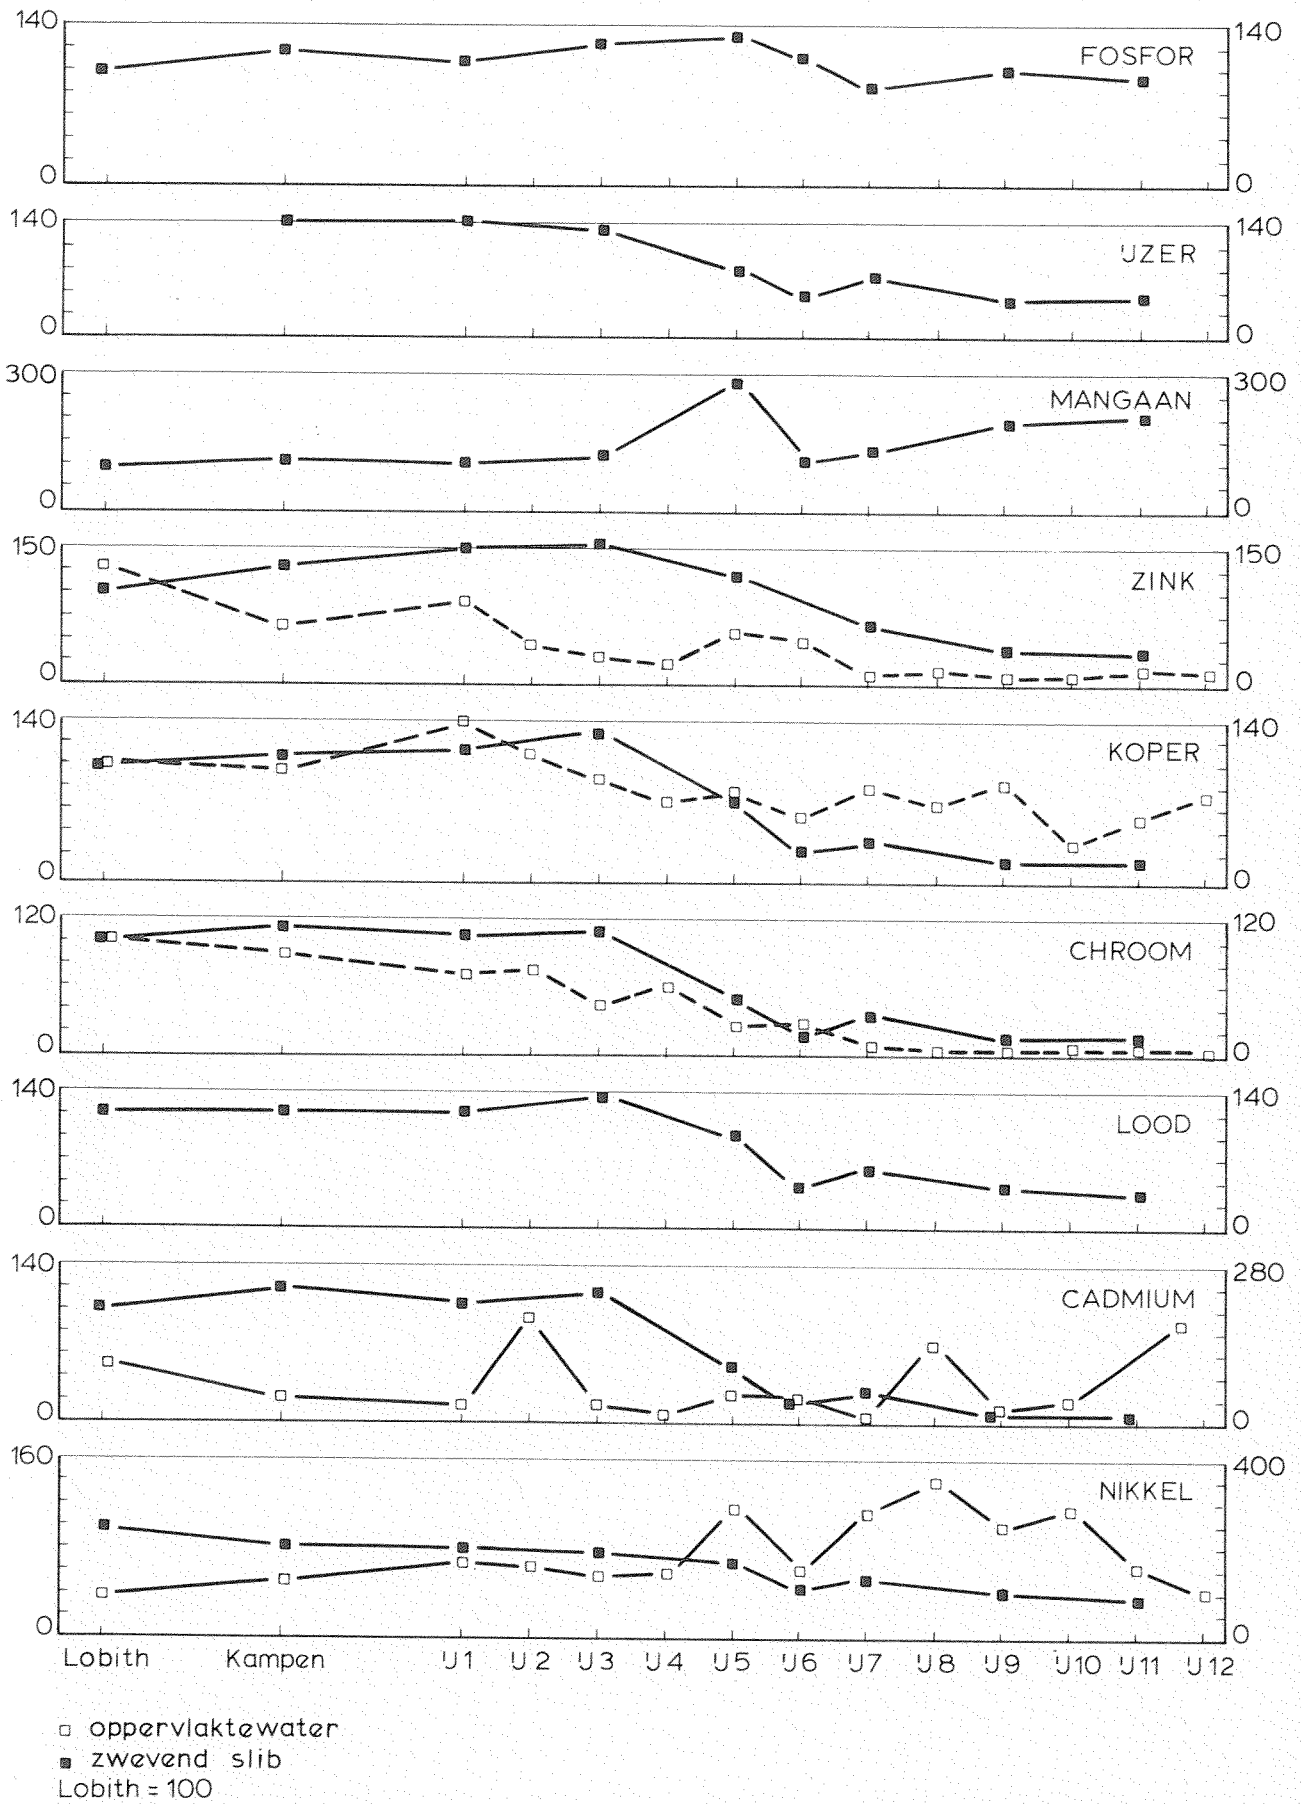 140 140
FOSFOR
0 0
140 140
IJZER
0 0
300 300
MANGAAN
0 0
150 150
ZINK
0 0
140 140
KOPER
0 0
120 120
CHROOM
0 0
140 140
LOOD
0 0
140 280
CADMIUM
0 0
160 400
NIKKEL
0 0
Lobith Kampen IJ1 IJ2 IJ3 IJ4 IJ5 IJ6 IJ7 IJ8 IJ9 IJ10 IJ11 IJ12
oppervlaktewater
zwevend slib
Lobith = 100